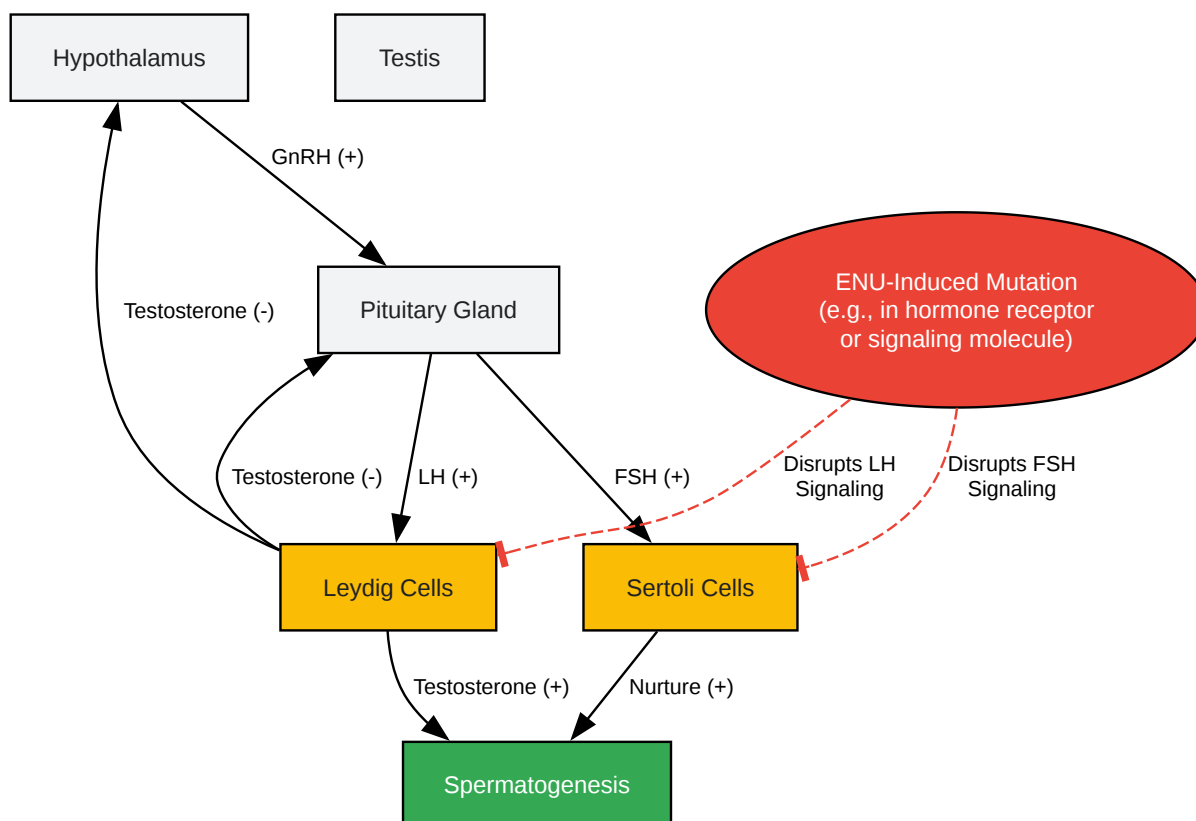 Hypothalamus
Testis
GnRH (+)
ENU-Induced Mutation
(e.g., in hormone receptor
or signaling molecule)
Testosterone (-)
Pituitary Gland
Testosterone (-)
LH (+)
FSH (+)
Disrupts LH
Signaling
Disrupts FSH
Signaling
Leydig Cells
Sertoli Cells
Testosterone (+)
Nurture (+)
Spermatogenesis